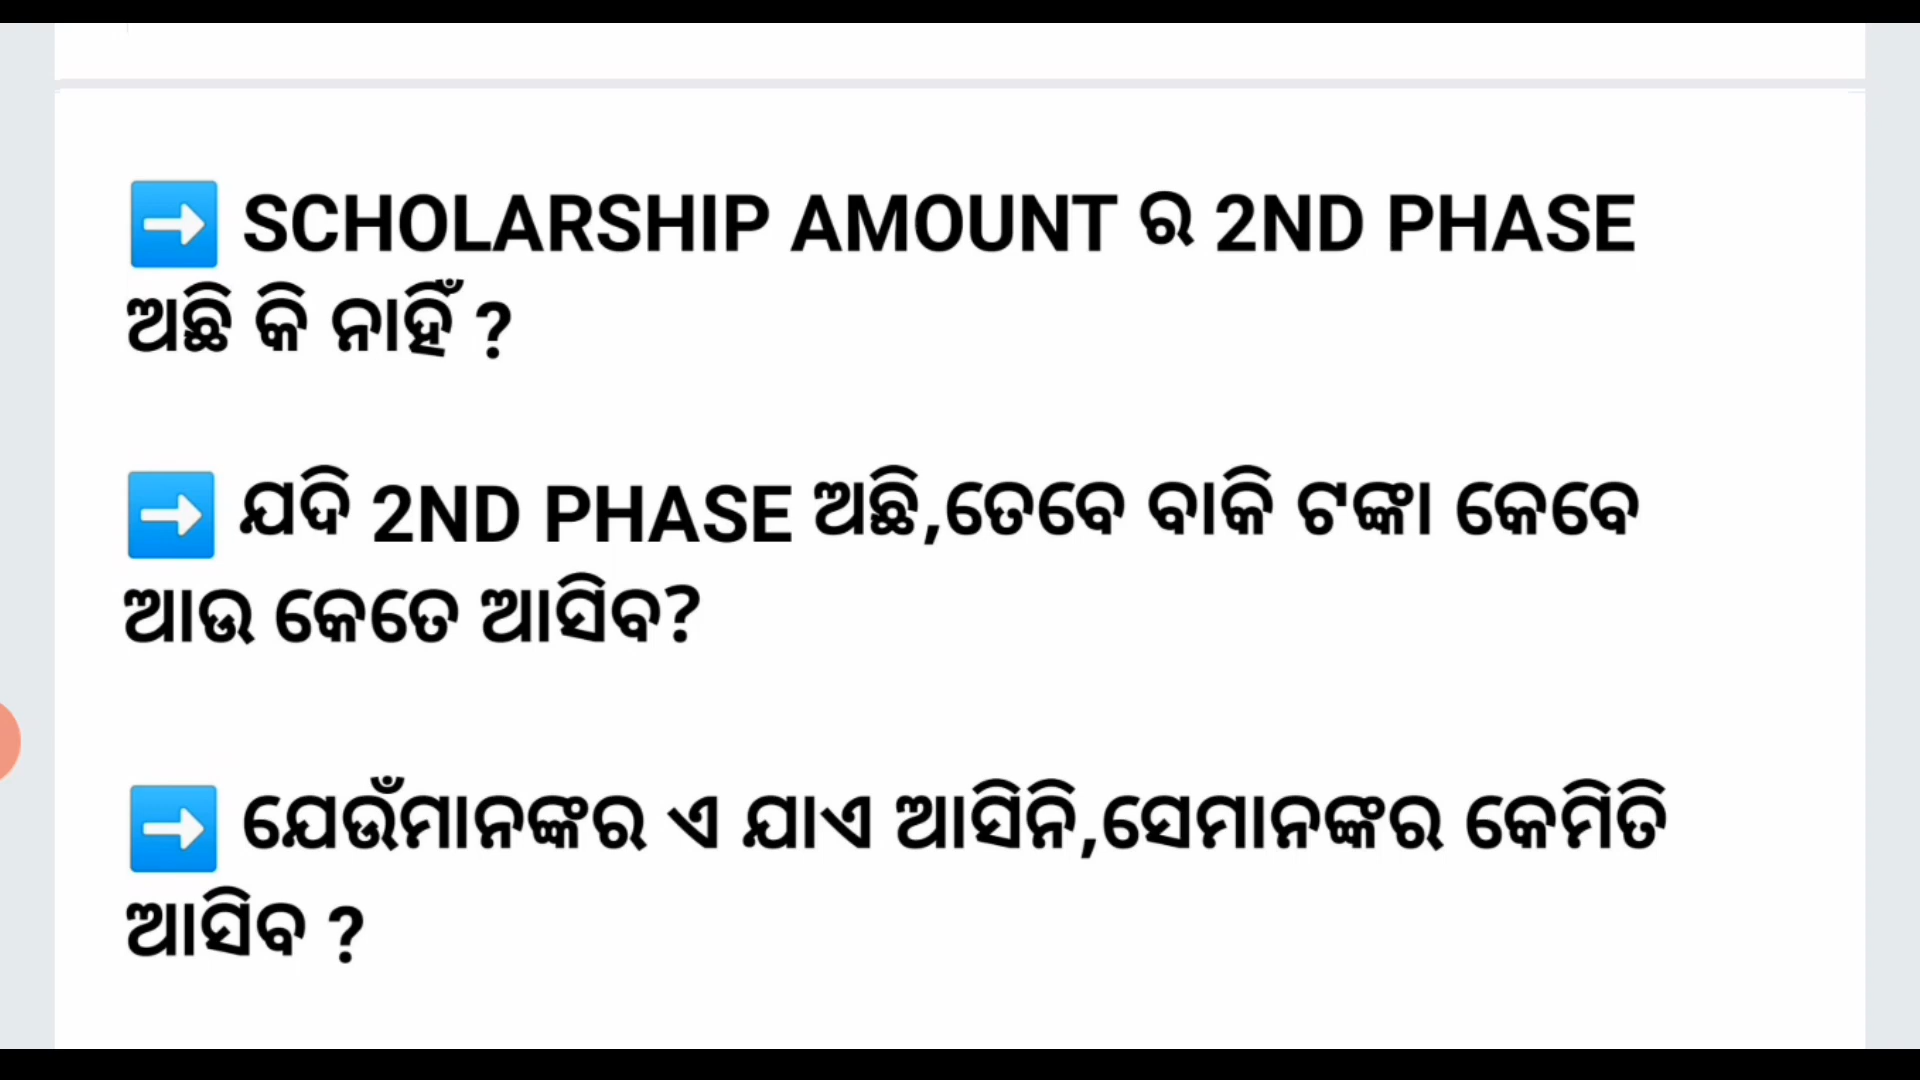 ➡️ SCHOLARSHIP AMOUNT ର 2ND PHASE
ଅଛି କି ନାହିଁ ?
➡️ ଯଦି 2ND PHASE ଅଛି,ତେବେ ବାକି ଟଙ୍କା କେବେ
ଆଉ କେତେ ଆସିବ?
➡️ ଯେଉଁମାନଙ୍କର ଏ ଯାଏ ଆସିନି,ସେମାନଙ୍କର କେମିତି
ଆସିବ ?